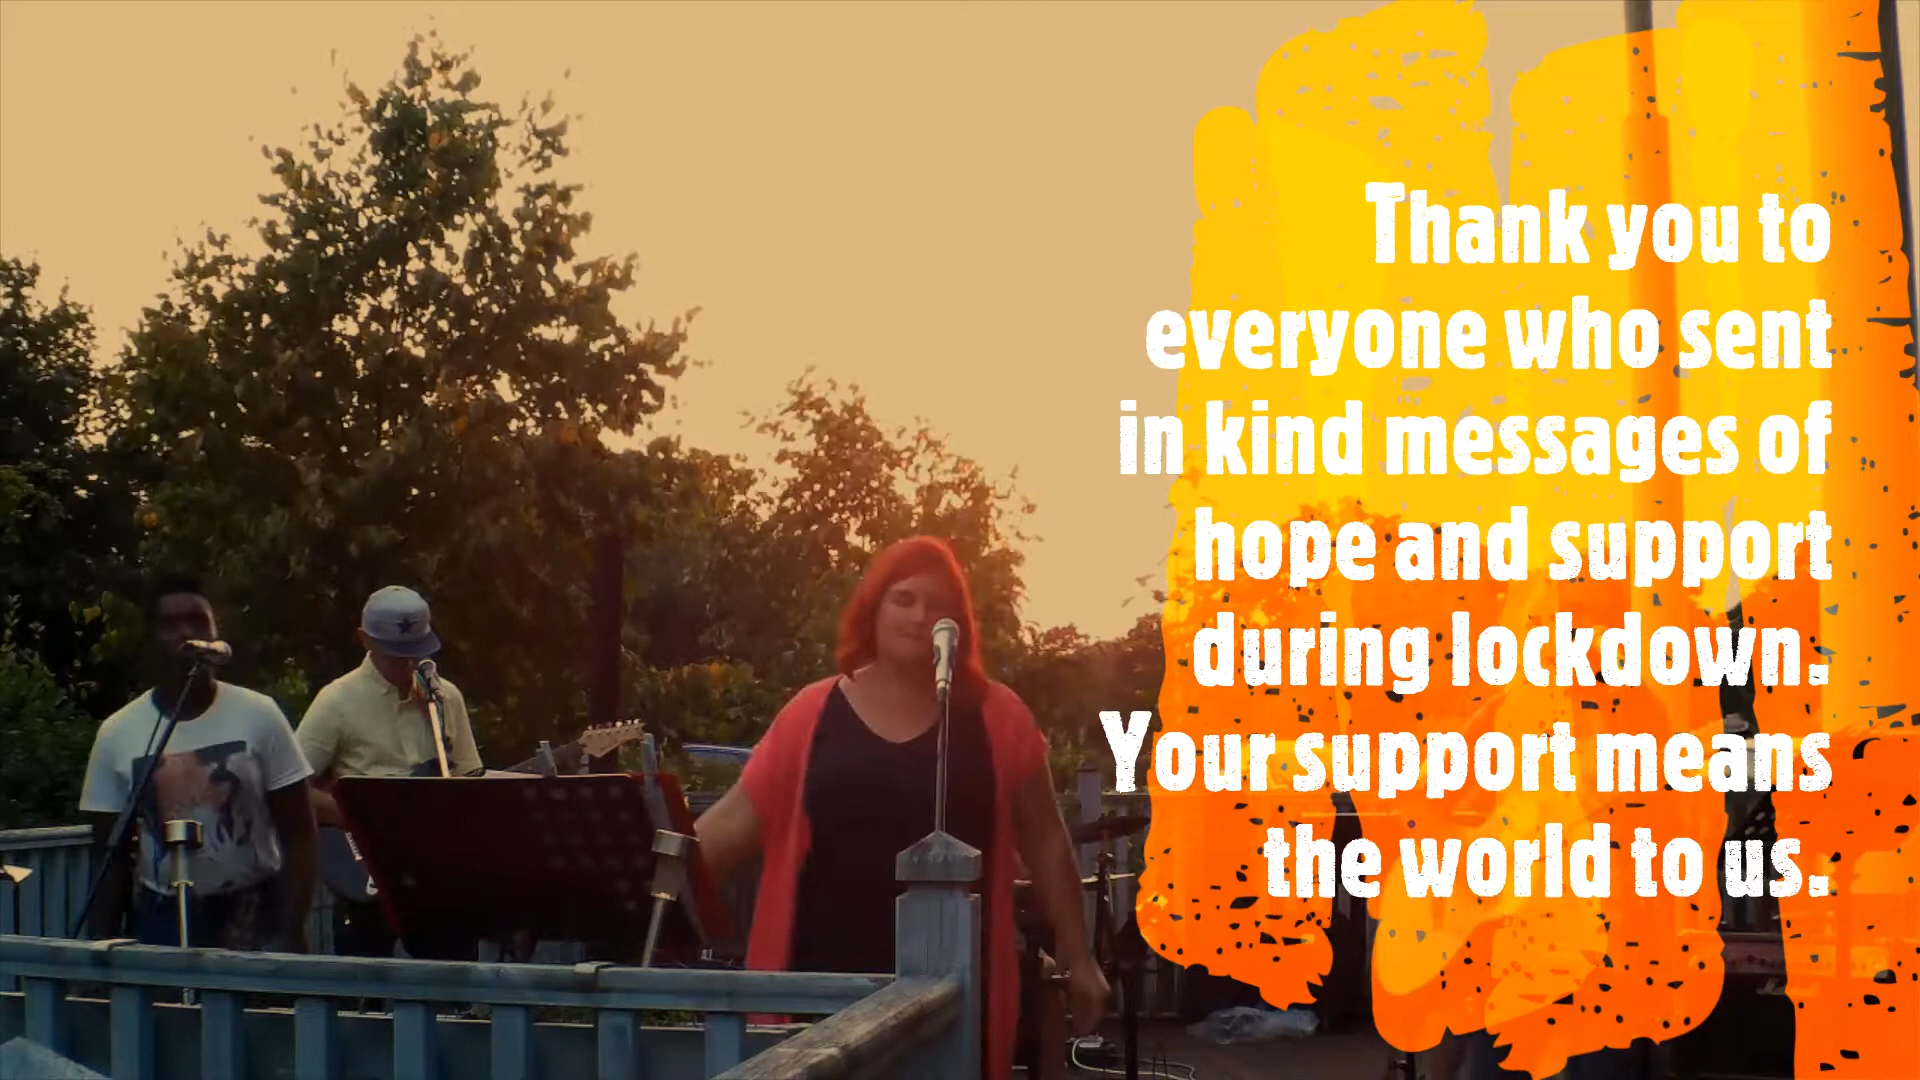 Thank you to
everyone who sent
in kind messages of
hope and support
during lockdown.
Your support means
the world to us.